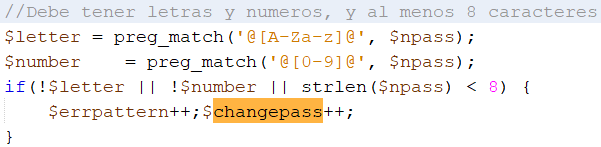 //Debe tener letras y numeros, y al menos 8 caracteres
$letter = preg_match('@[A-Za-z]@', $npass);
$number    = preg_match('@[0-9]@', $npass);
if(!$letter || !$number || strlen($npass) < 8) {
    $errpattern++;$changepass++;
}